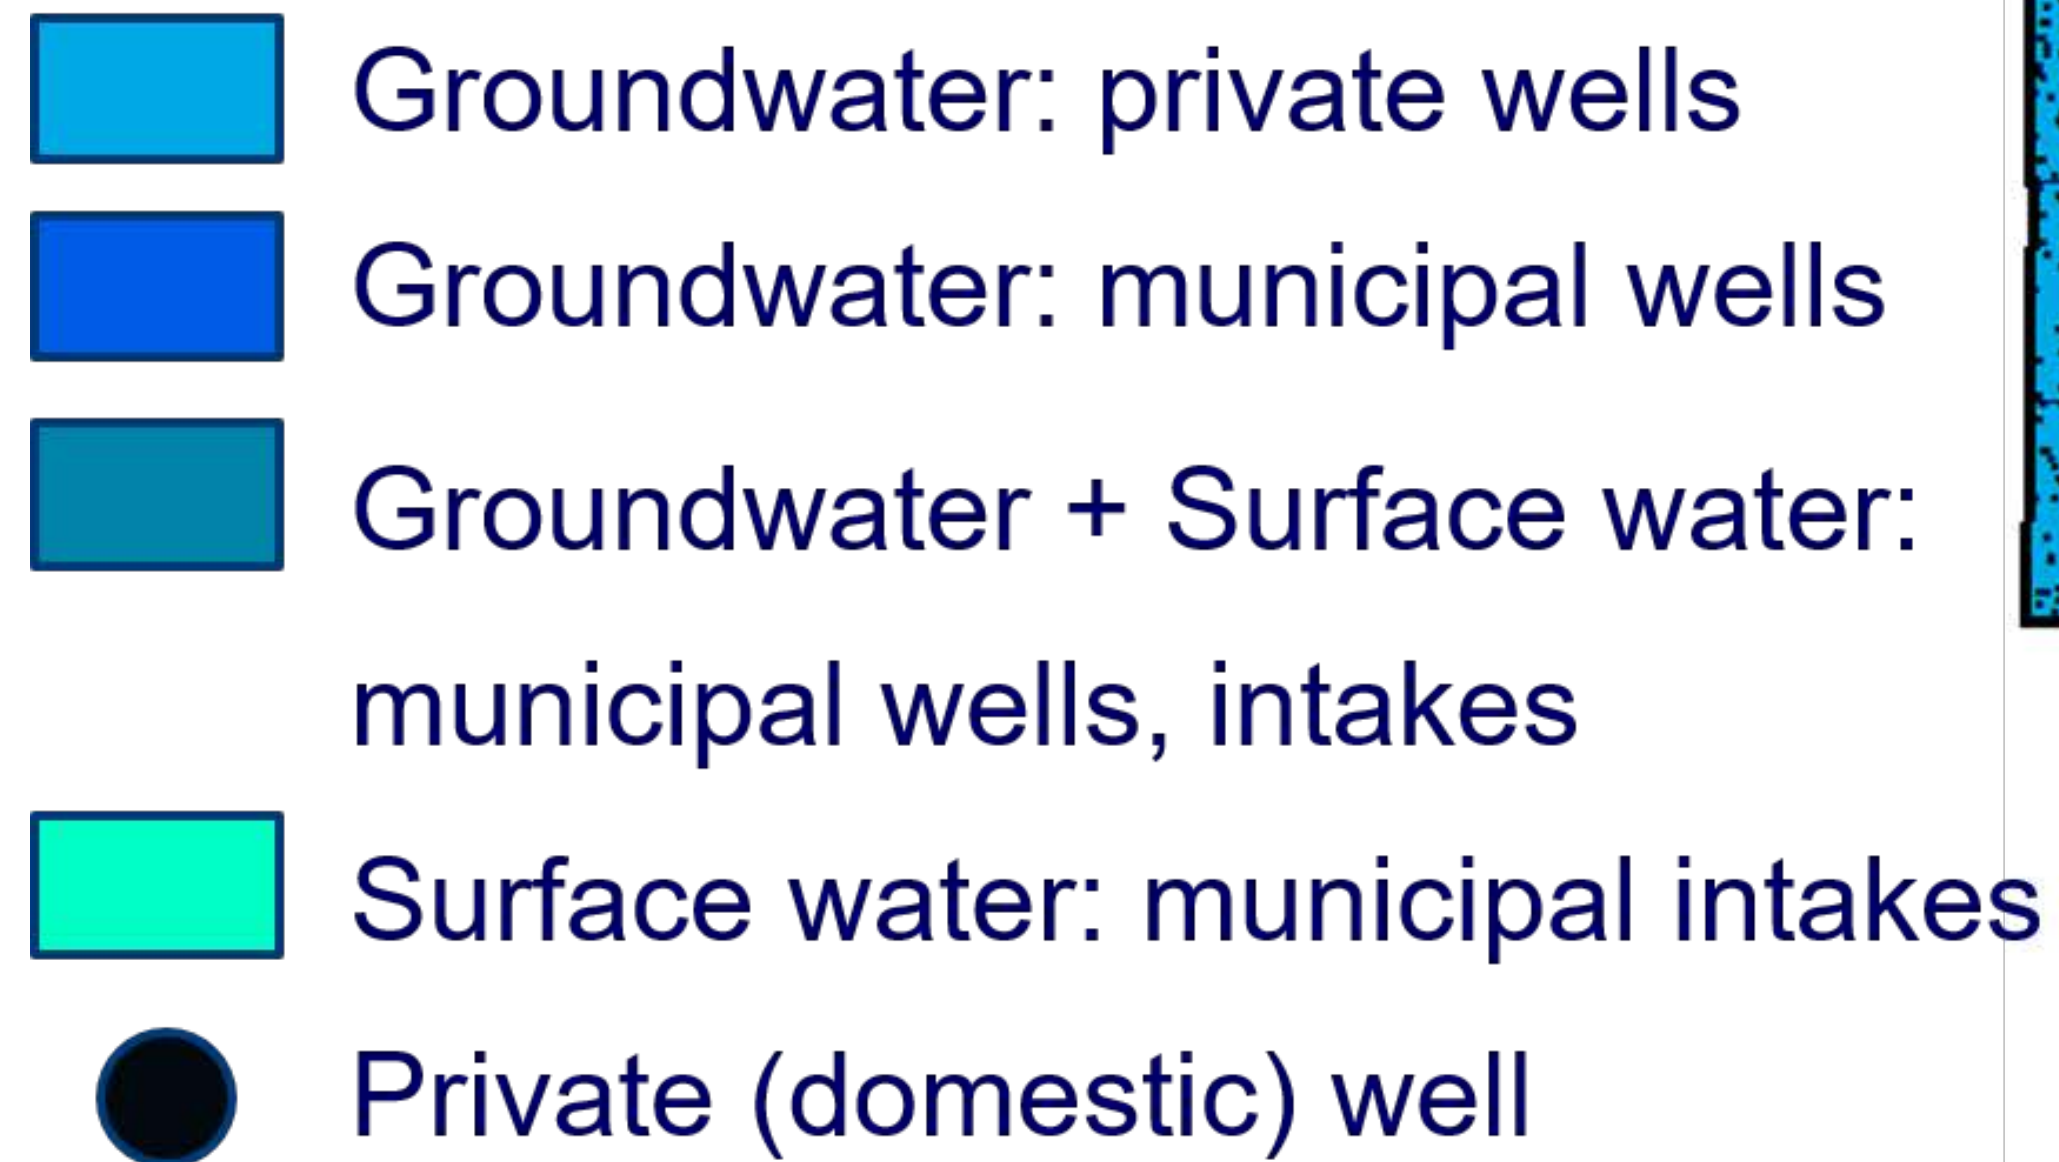 Groundwater: private wells
Groundwater: municipal wells
Groundwater + Surface water:
municipal wells, intakes
Surface water: municipal intakes
Private (domestic) well